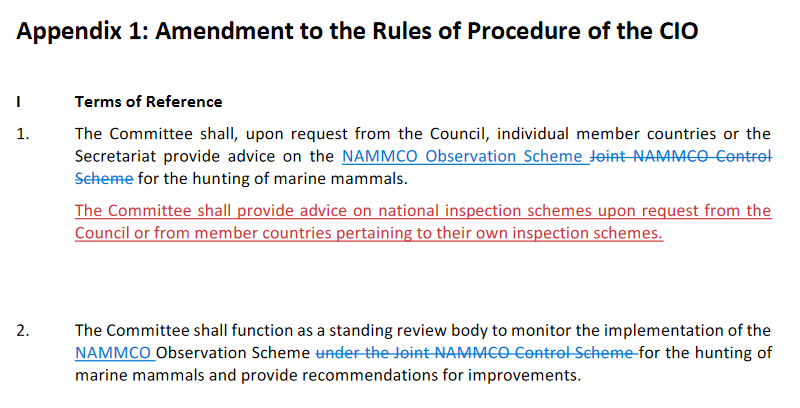 Appendix 1: Amendment to the Rules of Procedure of the CIO
I Terms of Reference
1. The Committee shall, upon request from the Council, individual member countries or the
Secretariat provide advice on the NAMMCO Observation Scheme Joint NAMMCO Control
Scheme for the hunting of marine mammals.
The Committee shall provide advice on national inspection schemes upon request from the
Council or from member countries pertaining to their own inspection schemes.
2. The Committee shall function as a standing review body to monitor the implementation of the
NAMMCO Observation Scheme under the Joint NAMMCO Control Scheme for the hunting of
marine mammals and provide recommendations for improvements.